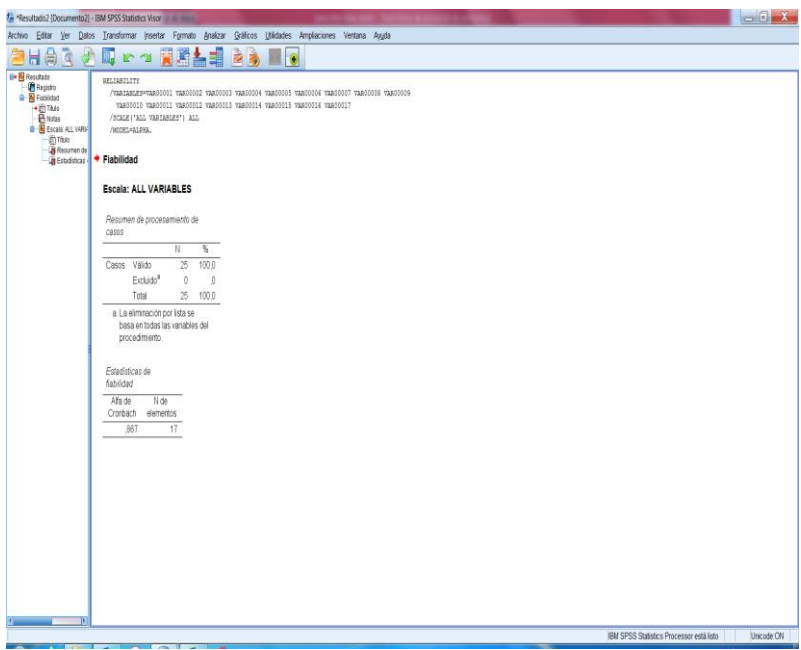 *Resultado2 [Documento2] - IBM SPSS Statistics Visor
Archivo Editar Ver Datos Transformar Insertar Formato Analizar Gráficos Utilidades Ampliaciones Ventana Ayuda
Resultado
Registro
Fiabilidad
Título
Notas
Escala: ALL VARI
Título
Resumen de
Estadísticas
RELIABILITY
/VARIABLES=VAR00001 VAR00002 VAR00003 VAR00004 VAR00005 VAR00006 VAR00007 VAR00008 VAR00009
VAR00010 VAR00011 VAR00012 VAR00013 VAR00014 VAR00015 VAR00016 VAR00017
/SCALE('ALL VARIABLES') ALL
/MODEL=ALPHA.
Fiabilidad
Escala: ALL VARIABLES
Resumen de procesamiento de
casos
N %
Casos Válido 25 100,0
Excluido a 0 ,0
Total 25 100,0
a. La eliminación por lista se
basa en todas las variables del
procedimiento.
Estadísticas de
fiabilidad
Alfa de N de
Cronbach elementos
,867 17
IBM SPSS Statistics Processor está listo Unicode:ON